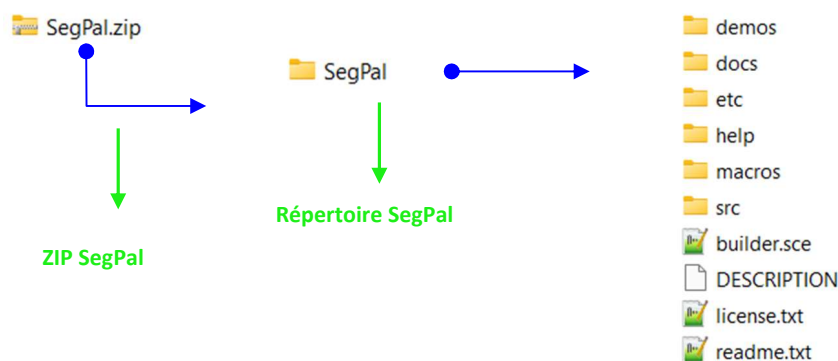 SegPal.zip
ZIP SegPal
SegPal
Répertoire SegPal
demos
docs
etc
help
macros
src
builder.sce
DESCRIPTION
license.txt
readme.txt